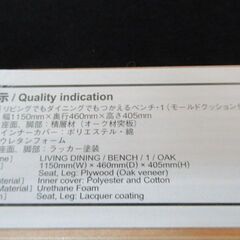 示 / Quality indication
リビングでもダイニングでもつかえるベンチ・1（モールドクッション
幅1150mm×奥行460mm×高さ405mm
座面、脚部：積層材（オーク材突板）
インナーカバー：ポリエステル・綿
ウレタンフォーム
座面、脚部：ラッカー塗装
LIVING DINING / BENCH / 1 / OAK
1150mm(W) x 460mm(D) x 405mm(H)
Seat, Leg: Plywood (Oak veneer)
Material] Inner cover: Polyester and Cotton
Material] Urethane Foam
Seat, Leg: Lacquer coating